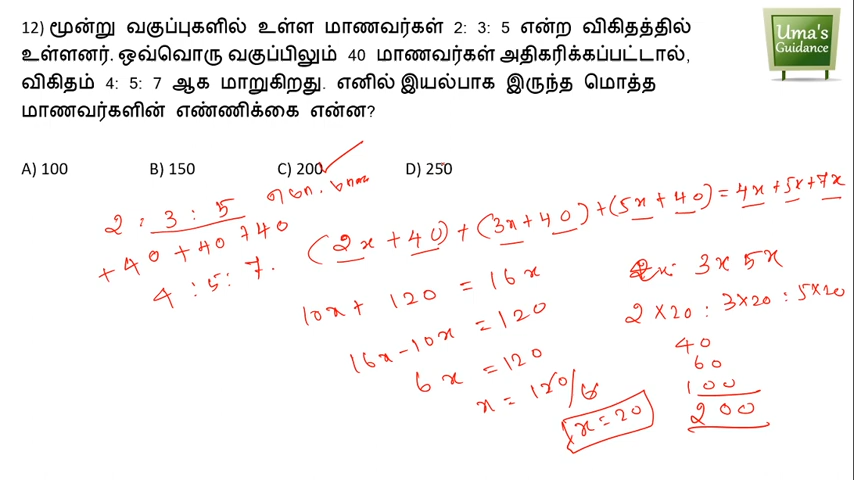 12) மூன்று வகுப்புகளில் உள்ள மாணவர்கள் 2: 3: 5 என்ற விகிதத்தில்
உள்ளனர். ஒவ்வொரு வகுப்பிலும் 40 மாணவர்கள் அதிகரிக்கப்பட்டால்,
விகிதம் 4: 5: 7 ஆக மாறுகிறது. எனில் இயல்பாக இருந்த மொத்த
மாணவர்களின் எண்ணிக்கை என்ன?
Uma's
Guidance
A) 100 B) 150 C) 200 D) 250
2 : 3 : 5
+40 +40 +40
4 : 5 : 7.
(2x + 40) + (3x + 40) + (5x + 40) = 4x + 5x + 7x
10x + 120 = 16x
16x - 10x = 120
6x = 120
x = 120/6
x = 20
2x: 3x 5x
2 x 20 : 3 x 20 : 5 x 20
40
60
100
200